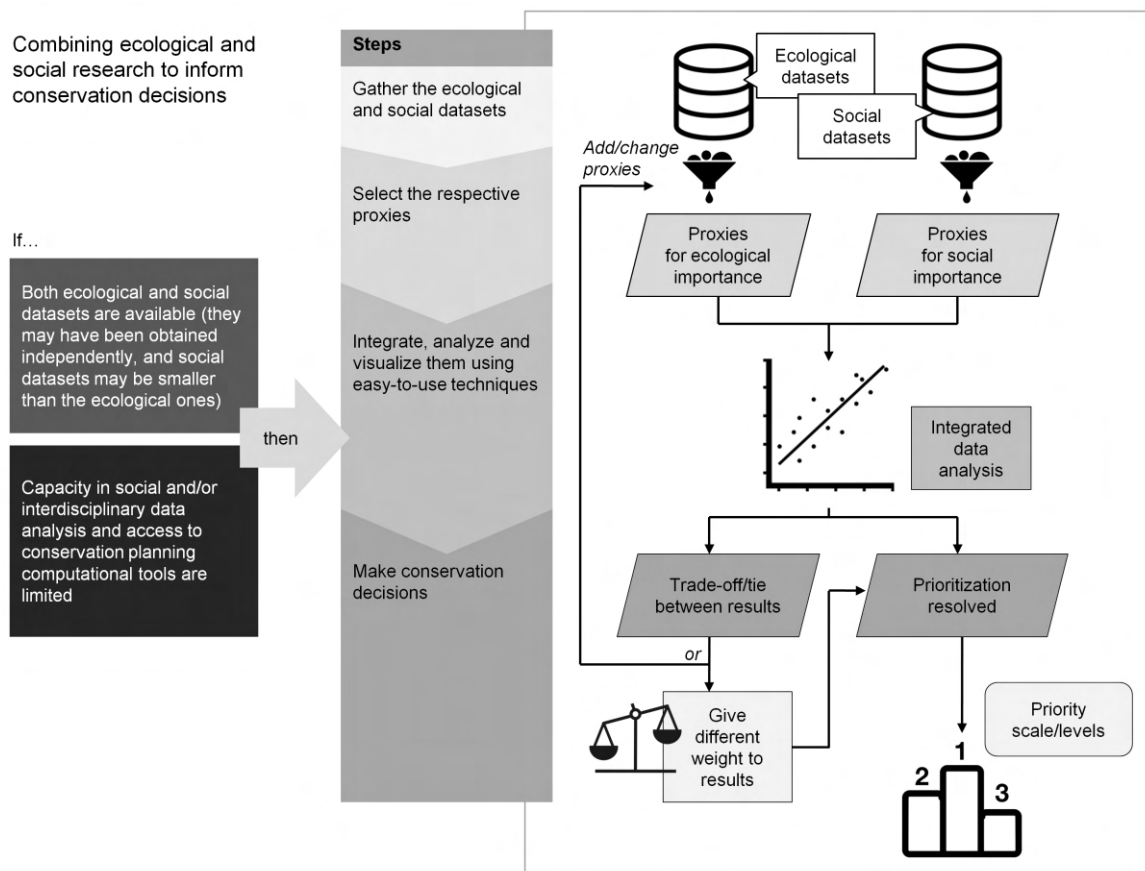 Combining ecological and
social research to inform
conservation decisions
If…
Both ecological and social
datasets are available (they
may have been obtained
independently, and social
datasets may be smaller
than the ecological ones)
Capacity in social and/or
interdisciplinary data
analysis and access to
conservation planning
computational tools are
limited
then
Steps
Gather the ecological
and social datasets
Select the respective
proxies
Integrate, analyze and
visualize them using
easy-to-use techniques
Make conservation
decisions
Ecological
datasets
Social
datasets
Add/change
proxies
Proxies
for ecological
importance
Proxies
for social
importance
Integrated
data
analysis
Trade-off/tie
between results
Prioritization
resolved
or
Give
different
weight to
results
Priority
scale/levels
1
2
3